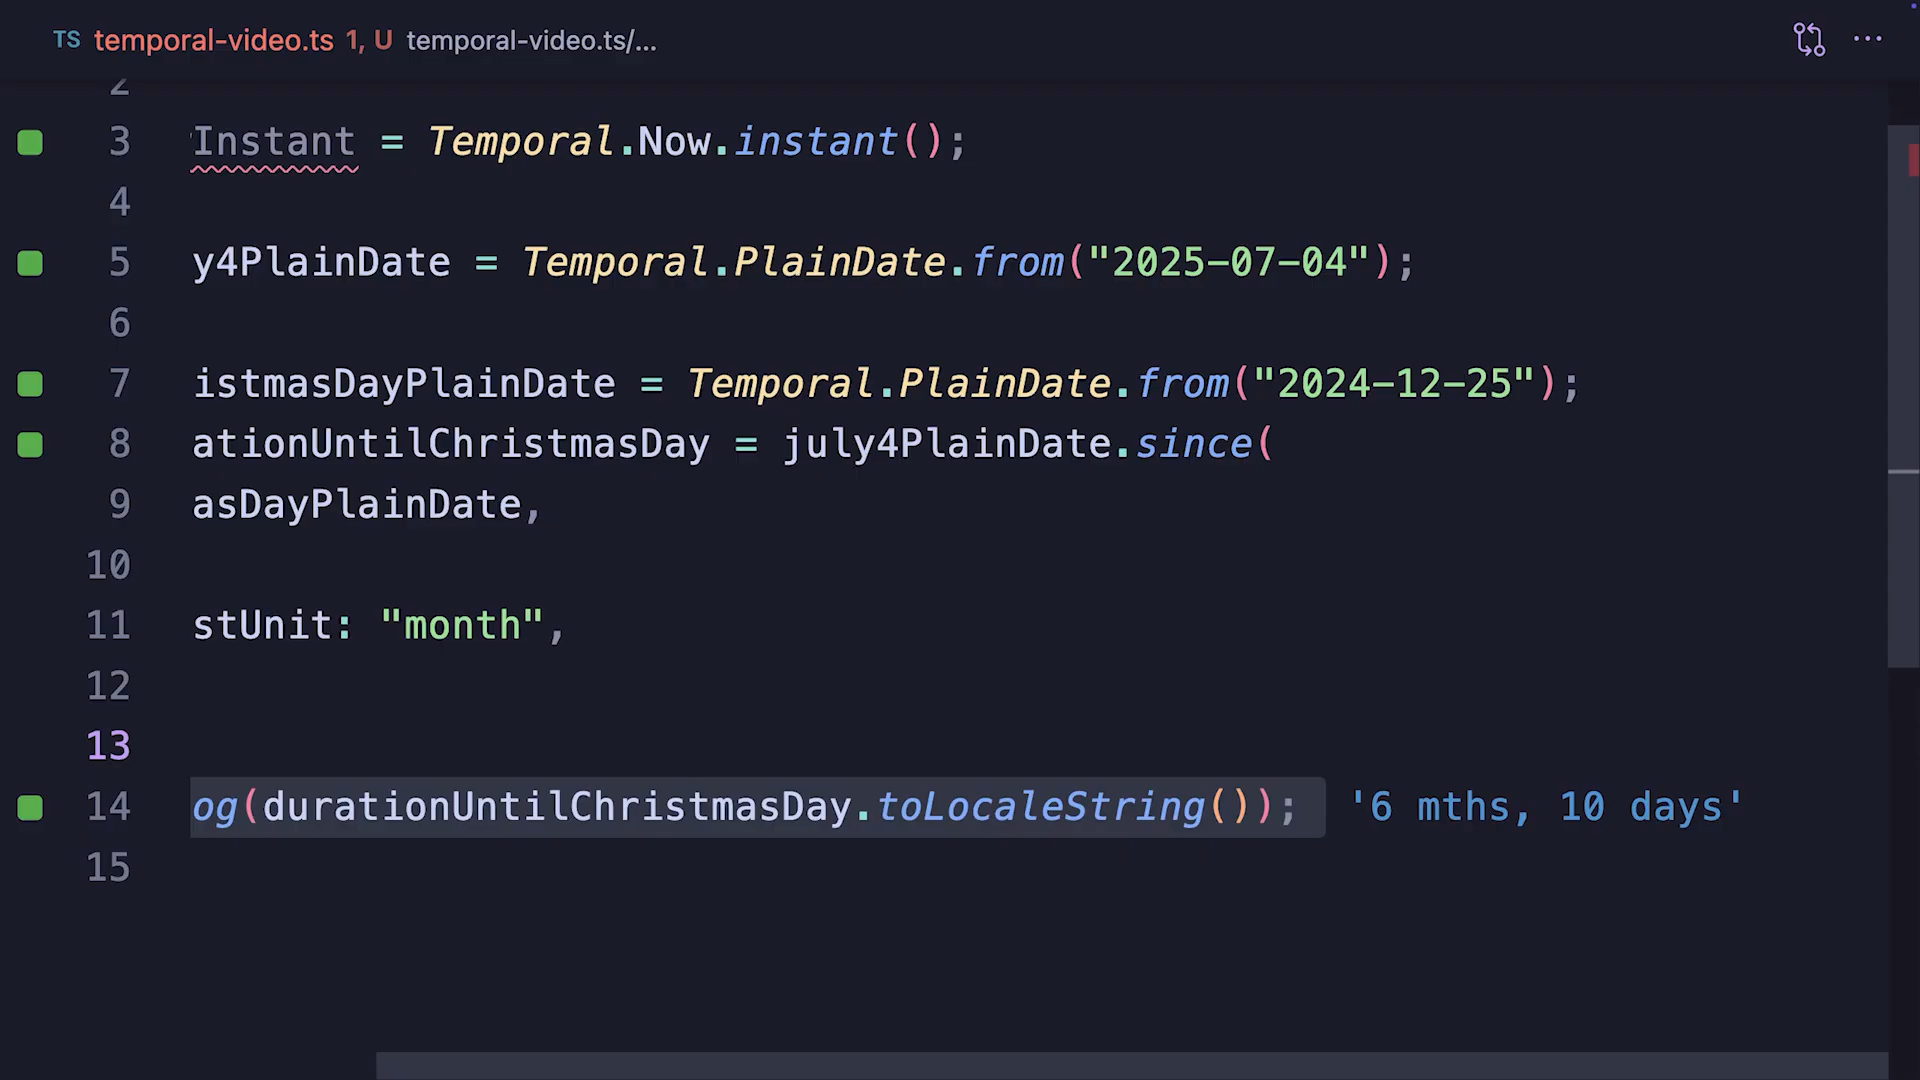 TS temporal-video.ts 1, U temporal-video.ts/...
2
3 Instant = Temporal.Now.instant();
4
5 y4PlainDate = Temporal.PlainDate.from("2025-07-04");
6
7 istmasDayPlainDate = Temporal.PlainDate.from("2024-12-25");
8 ationUntilChristmasDay = july4PlainDate.since(
9 asDayPlainDate,
10
11 stUnit: "month",
12
13
14 og(durationUntilChristmasDay.toLocaleString()); '6 mths, 10 days'
15